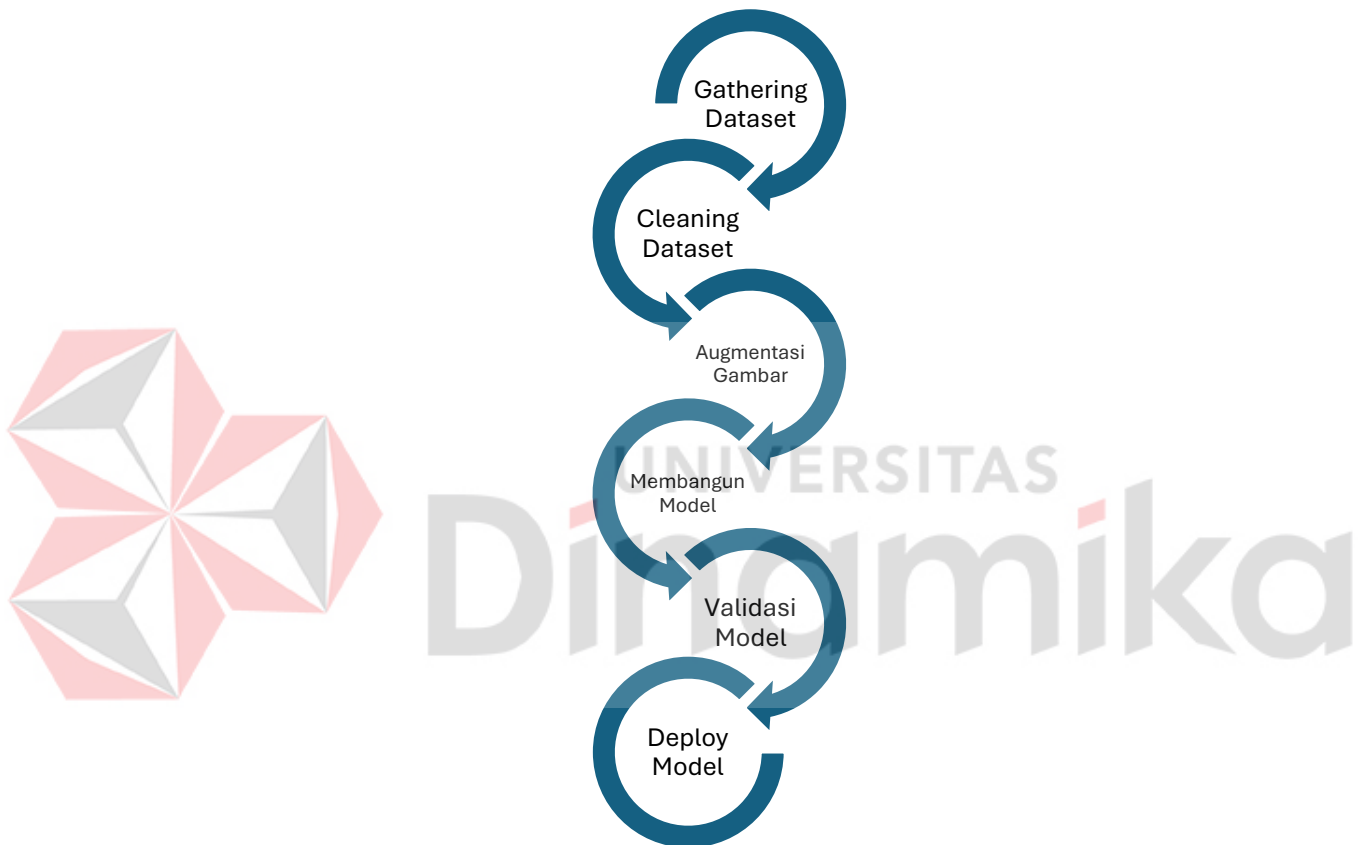 Gathering
Dataset
Cleaning
Dataset
Augmentasi
Gambar
Membangun
Model
UNIVERSITAS
Dinamika
Validasi
Model
Deploy
Model